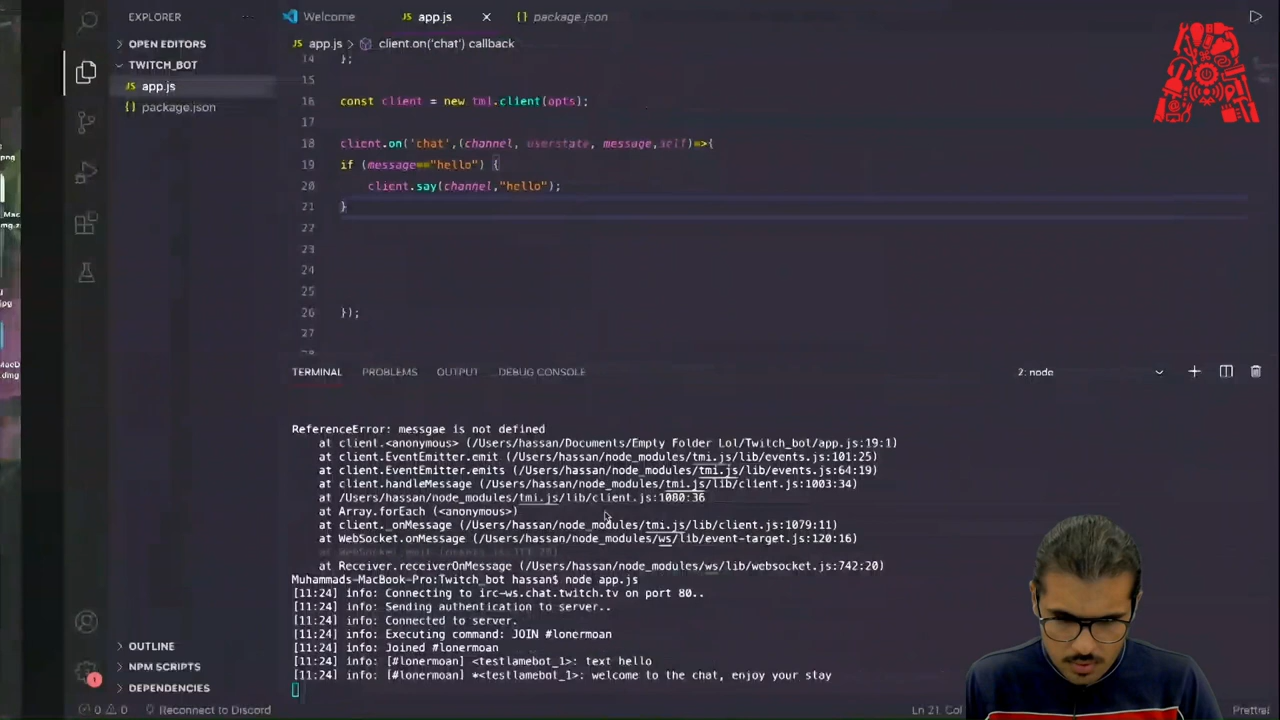 EXPLORER
Welcome
app.js
package.json
OPEN EDITORS
app.js > client.on('chat') callback
TWITCH_BOT
JS app.js
package.json
14 };
15
16 const client = new tmi.client(opts);
17
18 client.on('chat',(channel, userstate, message,self)=>{
19 if (message=="hello") {
20 client.say(channel,"hello");
21 }
22
23
24
25
26 });
27
28
TERMINAL
PROBLEMS
OUTPUT
DEBUG CONSOLE
2: node
ReferenceError: messgae is not defined
at client.<anonymous> (/Users/hassan/Documents/Empty Folder Lol/Twitch_bot/app.js:19:1)
at client.EventEmitter.emit (/Users/hassan/node_modules/tmi.js/lib/events.js:101:25)
at client.EventEmitter.emits (/Users/hassan/node_modules/tmi.js/lib/events.js:64:19)
at client.handleMessage (/Users/hassan/node_modules/tmi.js/lib/client.js:1003:34)
at /Users/hassan/node_modules/tmi.js/lib/client.js:1080:36
at Array.forEach (<anonymous>)
at client._onMessage (/Users/hassan/node_modules/tmi.js/lib/client.js:1079:11)
at WebSocket.onMessage (/Users/hassan/node_modules/ws/lib/event-target.js:120:16)
at Receiver.receiverOnMessage (/Users/hassan/node_modules/ws/lib/websocket.js:742:20)
Muhammads-MacBook-Pro:Twitch_bot hassan$ node app.js
[11:24] info: Connecting to irc-ws.chat.twitch.tv on port 80..
[11:24] info: Sending authentication to server..
[11:24] info: Connected to server.
[11:24] info: Executing command: JOIN #lonermoan
[11:24] info: Joined #lonermoan
[11:24] info: [#lonermoan] <testlamebot_1>: text hello
[11:24] info: [#lonermoan] *<testlamebot_1>: welcome to the chat, enjoy your stay
OUTLINE
NPM SCRIPTS
DEPENDENCIES
1
0 0
Reconnect to Discord
Ln 21, Col
Prettier